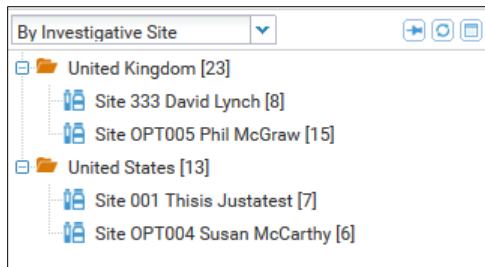 By Investigative Site
United Kingdom [23]
Site 333 David Lynch [8]
Site OPT005 Phil McGraw [15]
United States [13]
Site 001 Thisis Justatest [7]
Site OPT004 Susan McCarthy [6]